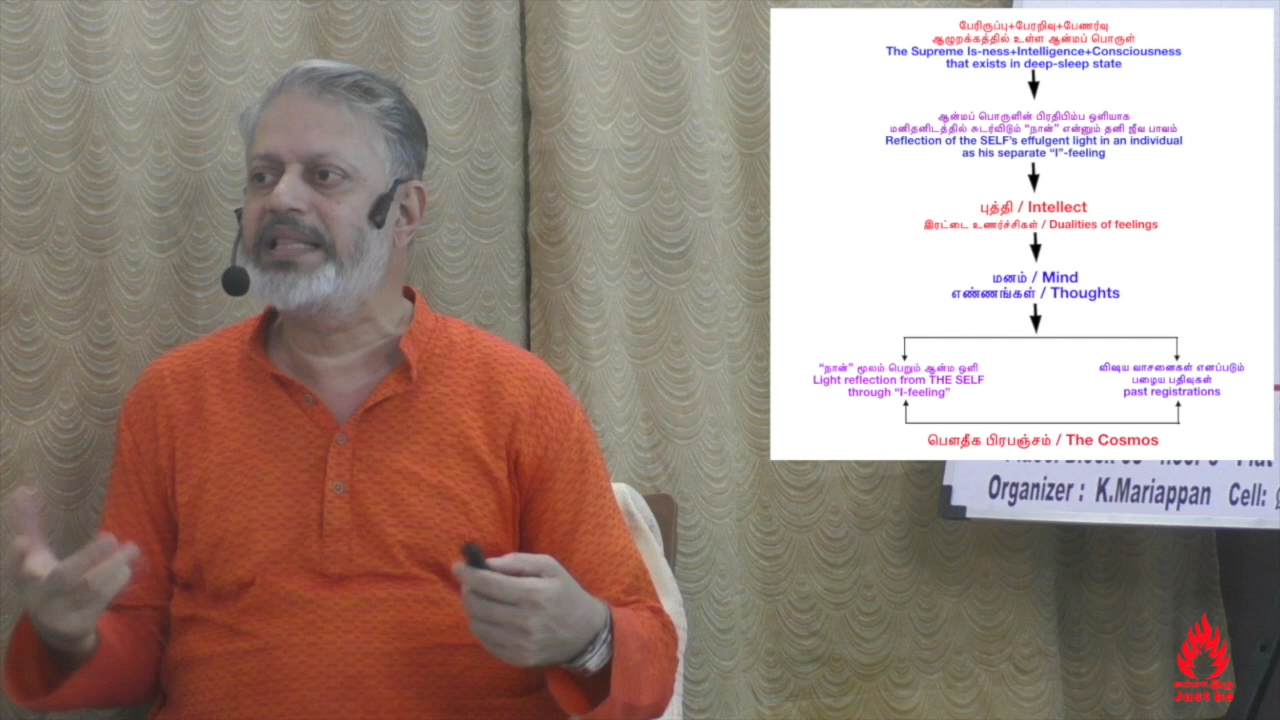 பேரிருப்பு+பேரறிவு+பேணர்வு
ஆழுறக்கத்தில் உள்ள ஆன்மப் பொருள்
The Supreme Is-ness+Intelligence+Consciousness
that exists in deep-sleep state
ஆன்மப் பொருளின் பிரதிபிம்ப ஒளியாக
மனிதனிடத்தில் சுடர்விடும் “நான்” என்னும் தனி ஜீவ பாவம்
Reflection of the SELF's effulgent light in an individual
as his separate “I”-feeling
புத்தி / Intellect
இரட்டை உணர்ச்சிகள் / Dualities of feelings
மனம் / Mind
எண்ணங்கள் / Thoughts
“நான்” மூலம் பெறும் ஆன்ம ஒளி
Light reflection from THE SELF
through “I-feeling”
விஷய வாசனைகள் எனப்படும்
பழைய பதிவுகள்
past registrations
பௌதீக பிரபஞ்சம் / The Cosmos
Organizer : K.Mariappan Cell:
சும்மா இரு
Just be